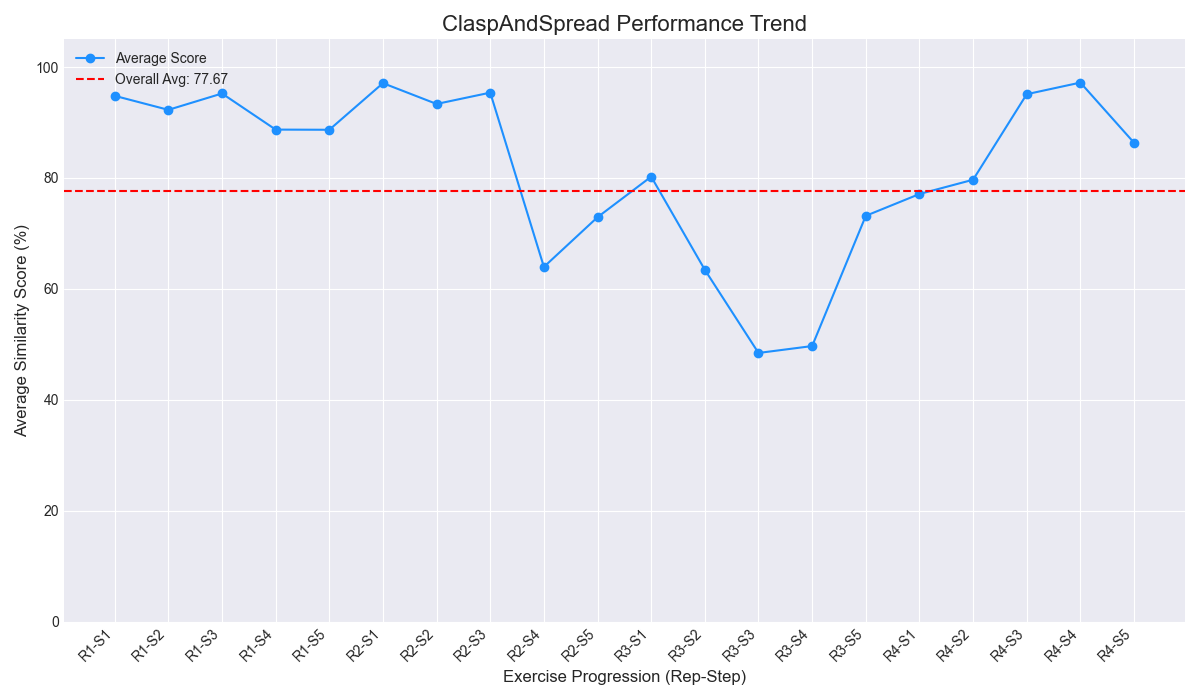 ClaspAndSpread Performance Trend
Average Score
Overall Avg: 77.67
Average Similarity Score (%)
100
80
60
40
20
0
R1-S1
R1-S2
R1-S3
R1-S4
R1-S5
R2-S1
R2-S2
R2-S3
R2-S4
R2-S5
R3-S1
R3-S2
R3-S3
R3-S4
R3-S5
R4-S1
R4-S2
R4-S3
R4-S4
R4-S5
Exercise Progression (Rep-Step)